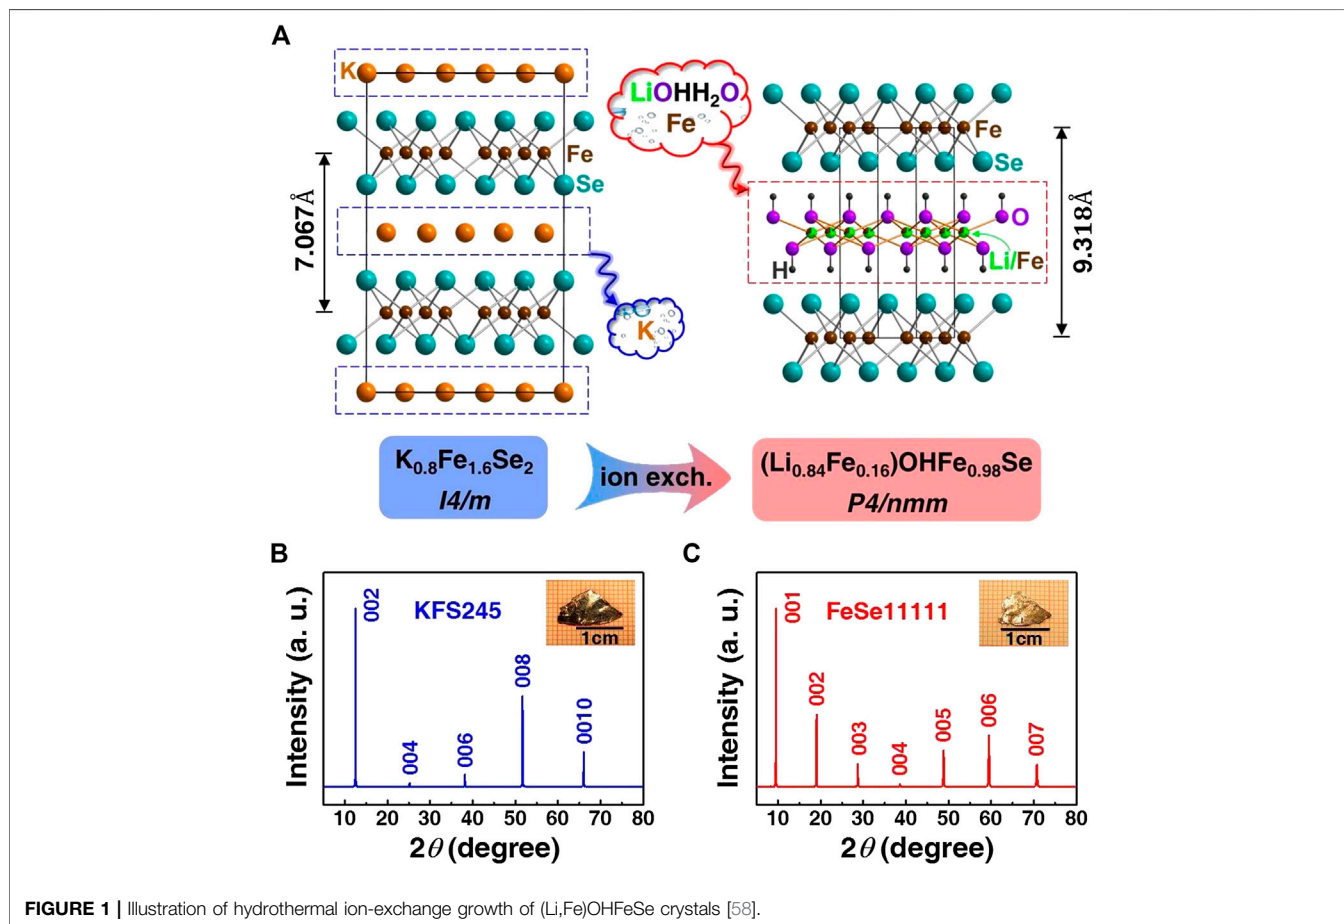 A
K
Fe
Se
7.067Å
K
LiOHH₂O
Fe
Fe
Se
O
Li/Fe
H
9.318Å
K₀.₈Fe₁.₆Se₂
I4/m
ion exch.
(Li₀.₈₄Fe₀.₁₆)OHFe₀.₉₈Se
P4/nmm
B
Intensity (a. u.)
002
004
006
008
0010
KFS245
1cm
10 20 30 40 50 60 70 80
2θ (degree)
C
Intensity (a. u.)
001
002
003
004
005
006
007
FeSe11111
1cm
10 20 30 40 50 60 70 80
2θ (degree)
FIGURE 1 | Illustration of hydrothermal ion-exchange growth of (Li,Fe)OHFeSe crystals [58].